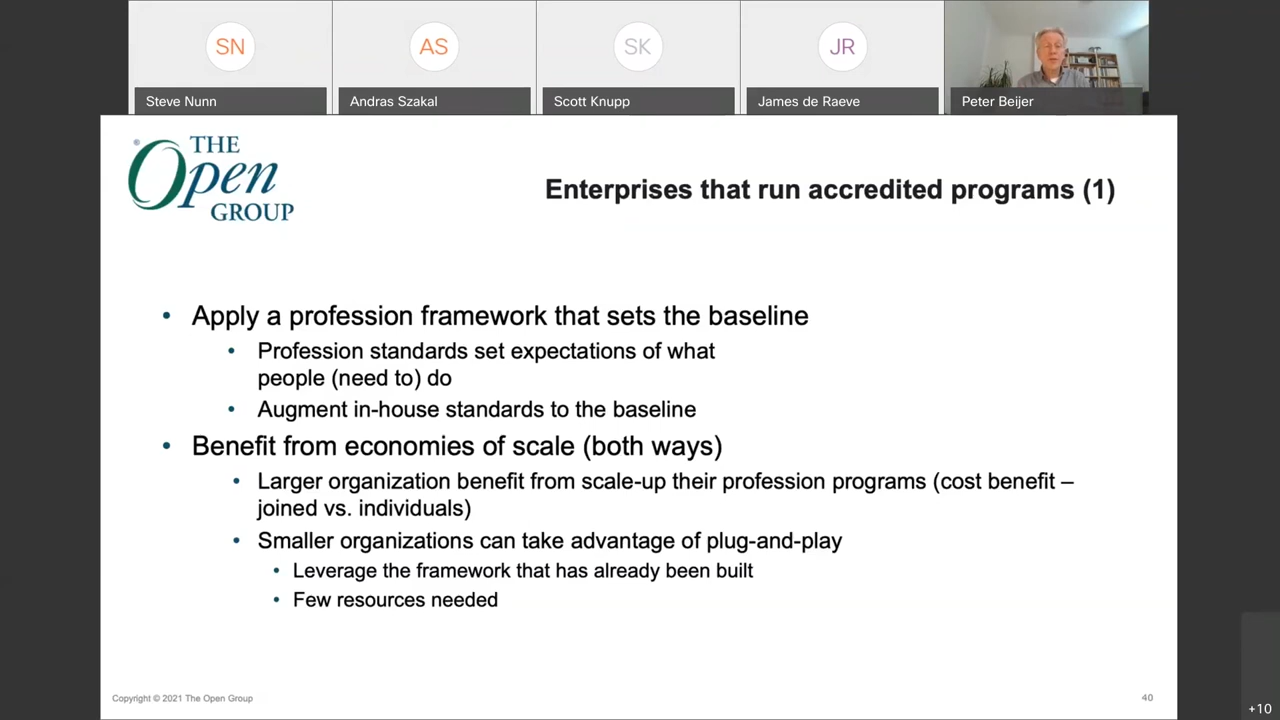 SN
AS
SK
JR
Steve Nunn
Andras Szakal
Scott Knupp
James de Raeve
Peter Beijer
® THE
Open
GROUP
Enterprises that run accredited programs (1)
• Apply a profession framework that sets the baseline
• Profession standards set expectations of what
people (need to) do
• Augment in-house standards to the baseline
• Benefit from economies of scale (both ways)
• Larger organization benefit from scale-up their profession programs (cost benefit –
joined vs. individuals)
• Smaller organizations can take advantage of plug-and-play
• Leverage the framework that has already been built
• Few resources needed
Copyright © 2021 The Open Group
40
+10